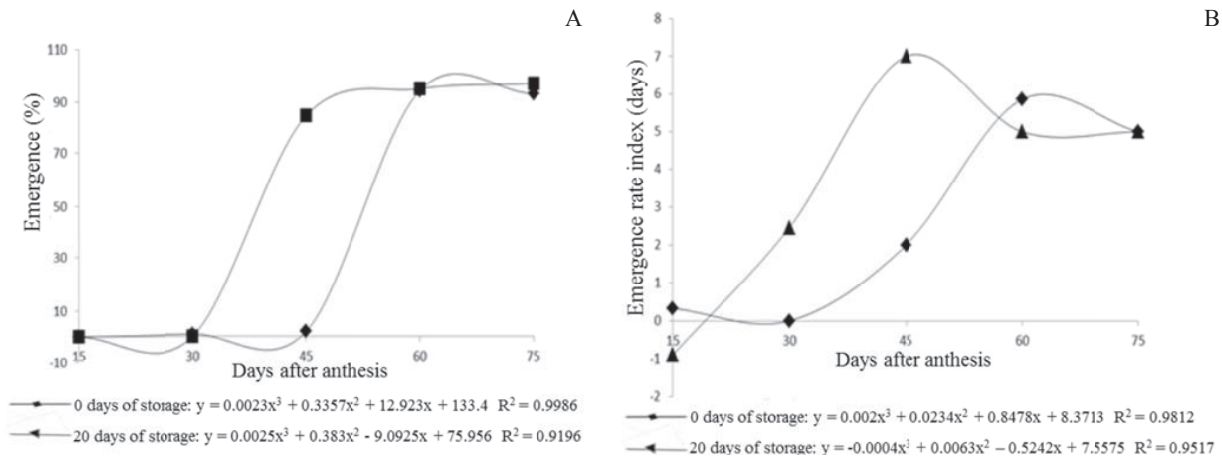 A
Emergence (%)
110
90
70
50
30
10
-10
15 30 45 60 75
Days after anthesis
0 days of storage: y = 0.0023x³ + 0.3357x² + 12.923x + 133.4 R² = 0.9986
20 days of storage: y = 0.0025x³ + 0.383x² - 9.0925x + 75.956 R² = 0.9196
B
Emergence rate index (days)
8
7
6
5
4
3
2
1
0
-1
-2
15 30 45 60 75
Days after anthesis
0 days of storage: y = 0.002x³ + 0.0234x² + 0.8478x + 8.3713 R² = 0.9812
20 days of storage: y = -0.0004x³ + 0.0063x² – 0.5242x + 7.5575 R² = 0.9517